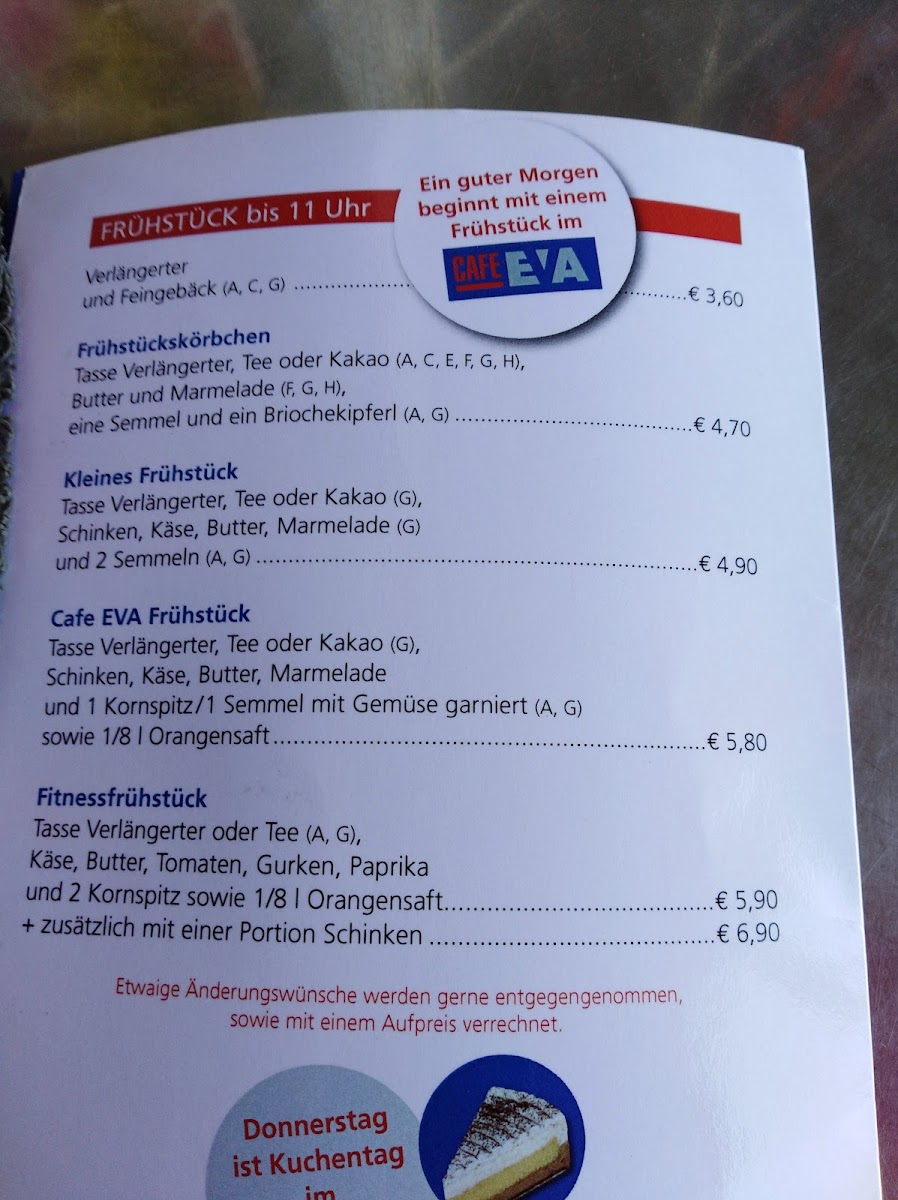 FRÜHSTÜCK bis 11 Uhr
Ein guter Morgen
beginnt mit einem
Frühstück im
CAFE EVA
Verlängerter
und Feingebäck (A, C, G) .................... ..........€ 3,60
Frühstückskörbchen
Tasse Verlängerter, Tee oder Kakao (A, C, E, F, G, H),
Butter und Marmelade (F, G, H),
eine Semmel und ein Briochekipferl (A, G) ........................................€ 4,70
Kleines Frühstück
Tasse Verlängerter, Tee oder Kakao (G),
Schinken, Käse, Butter, Marmelade (G)
und 2 Semmeln (A, G) ..........................................................................€ 4,90
Cafe EVA Frühstück
Tasse Verlängerter, Tee oder Kakao (G),
Schinken, Käse, Butter, Marmelade
und 1 Kornspitz/1 Semmel mit Gemüse garniert (A, G)
sowie 1/8 l Orangensaft.........................................................................€ 5,80
Fitnessfrühstück
Tasse Verlängerter oder Tee (A, G),
Käse, Butter, Tomaten, Gurken, Paprika
und 2 Kornspitz sowie 1/8 l Orangensaft.............................................€ 5,90
+ zusätzlich mit einer Portion Schinken ...............................................€ 6,90
Etwaige Änderungswünsche werden gerne entgegengenommen,
sowie mit einem Aufpreis verrechnet.
Donnerstag
ist Kuchentag
im